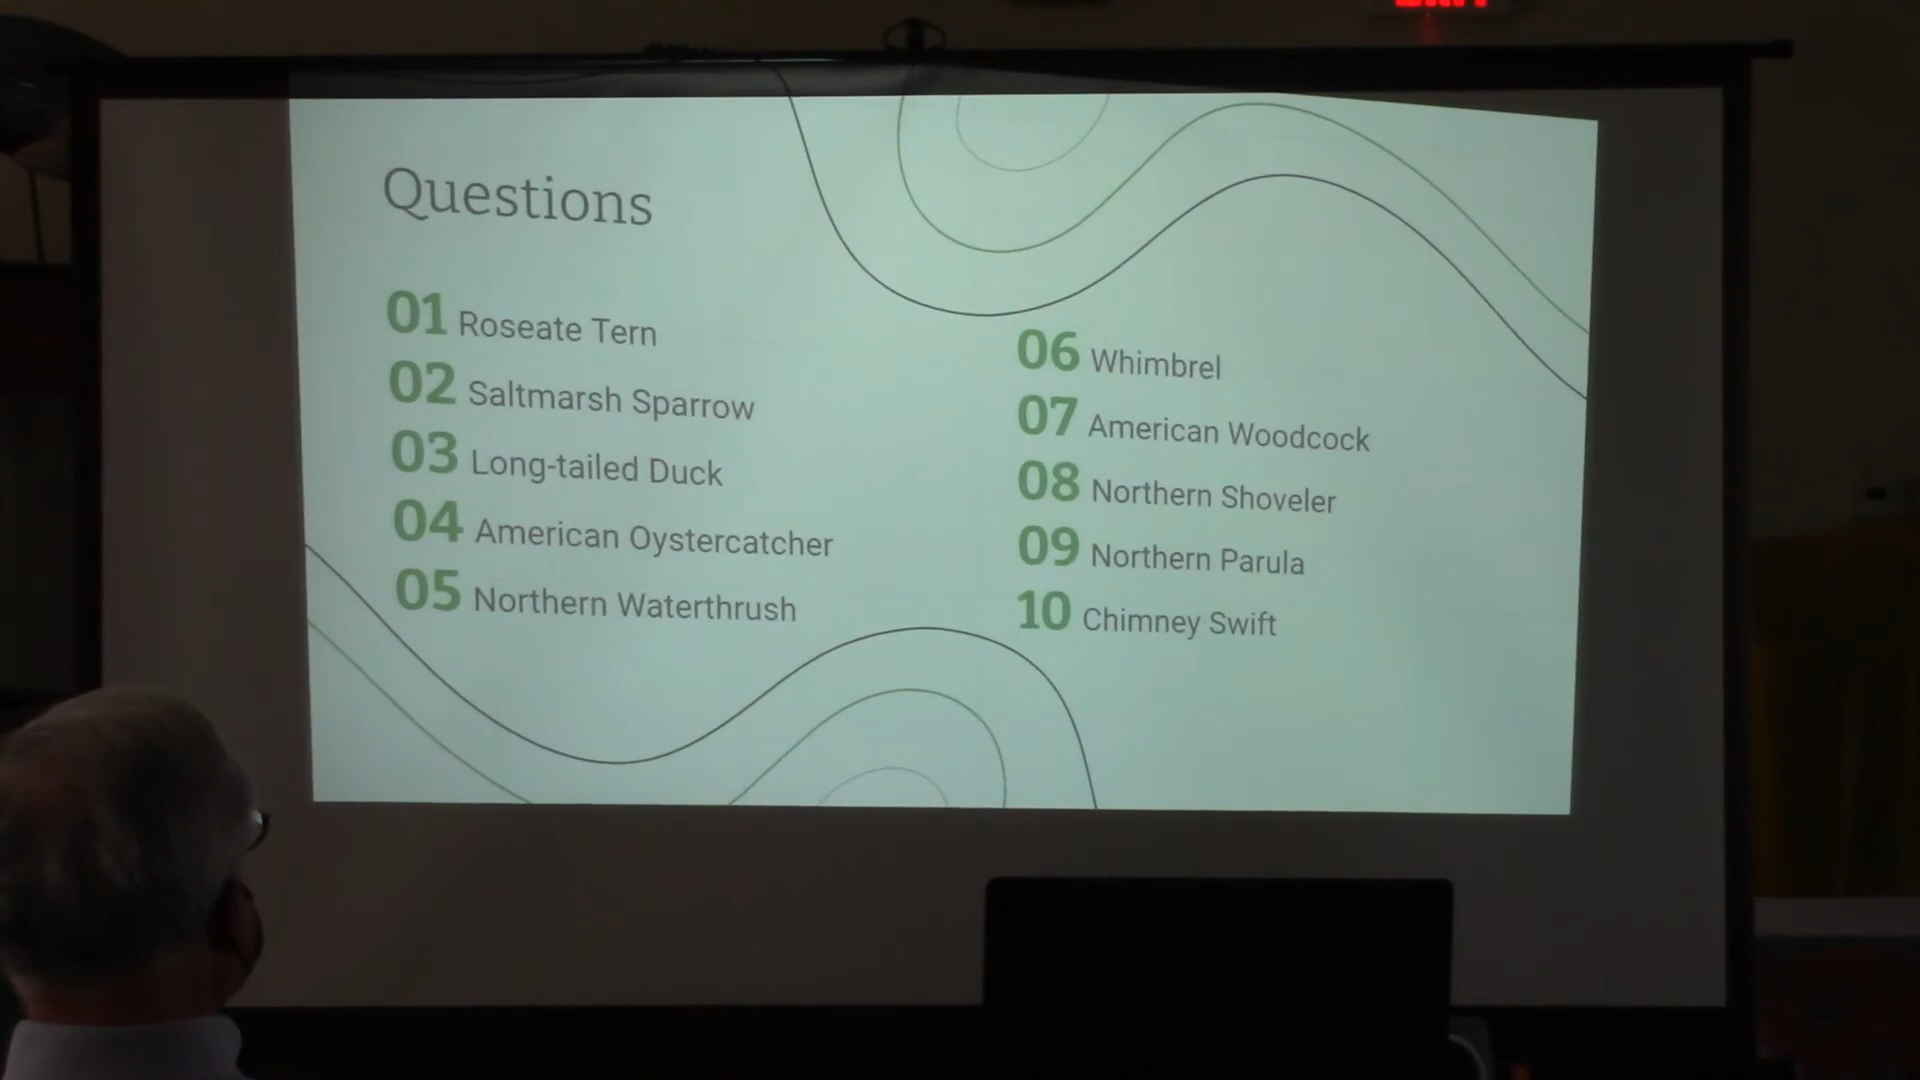 Questions
01 Roseate Tern
02 Saltmarsh Sparrow
03 Long-tailed Duck
04 American Oystercatcher
05 Northern Waterthrush
06 Whimbrel
07 American Woodcock
08 Northern Shoveler
09 Northern Parula
10 Chimney Swift